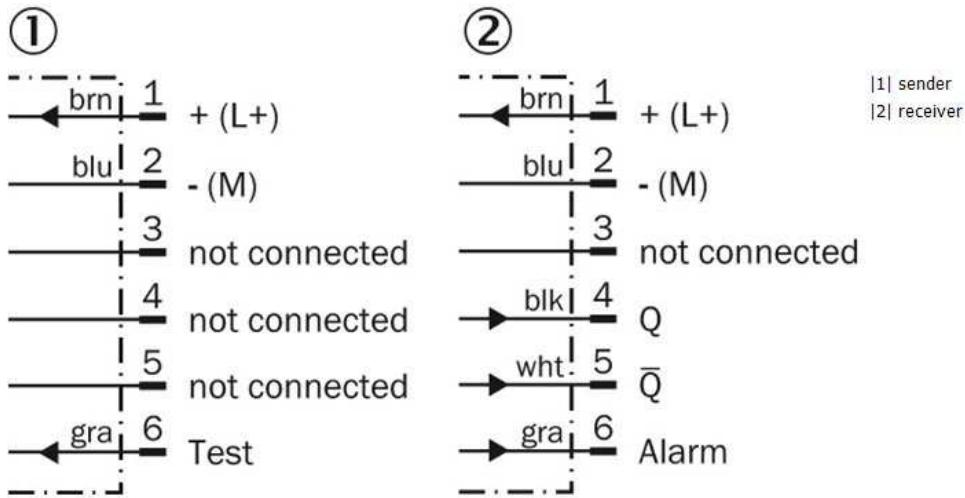 ①
brn 1 + (L+)
blu 2 - (M)
3 not connected
4 not connected
5 not connected
gra 6 Test
②
brn 1 + (L+)
blu 2 - (M)
3 not connected
blk 4 Q
wht 5 Q̅
gra 6 Alarm
|1| sender
|2| receiver